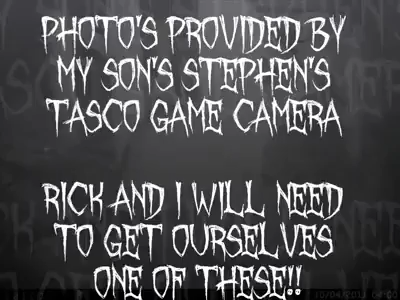 PHOTO'S PROVIDED BY
MY SON'S STEPHEN'S
TASCO GAME CAMERA
RICK AND I WILL NEED
TO GET OURSELVES
ONE OF THESE!!